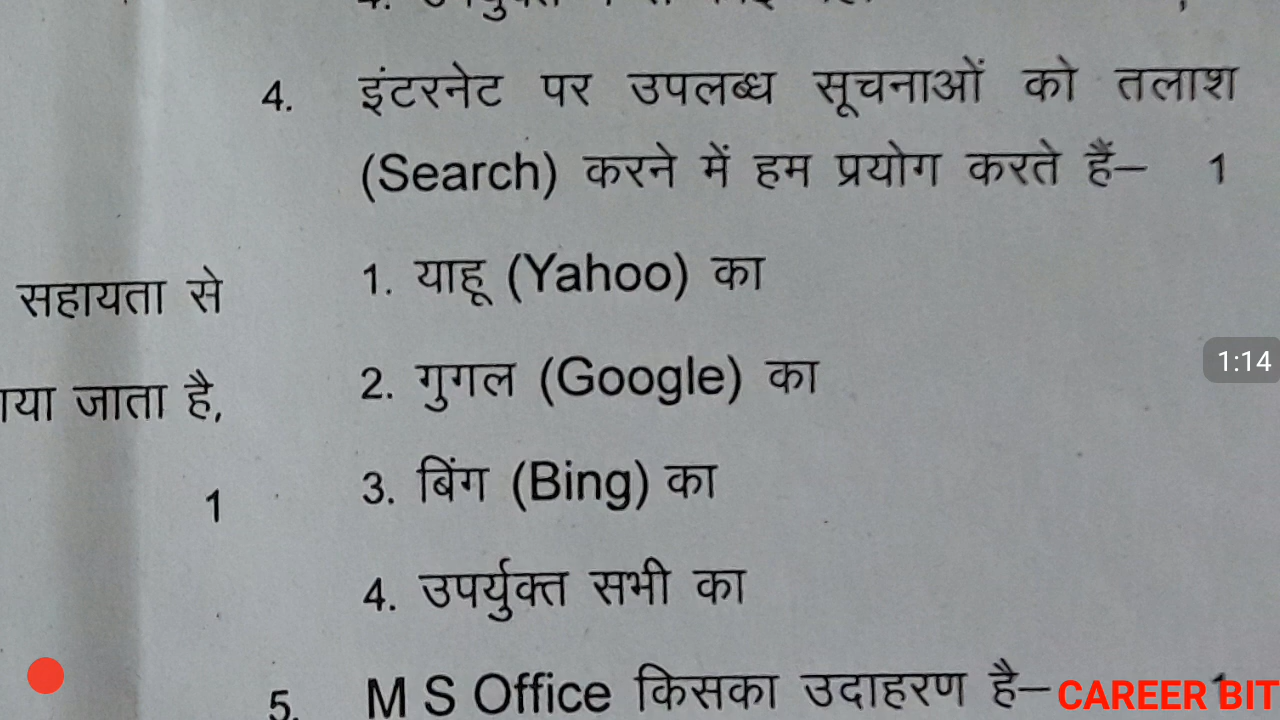 4. इंटरनेट पर उपलब्ध सूचनाओं को तलाश
(Search) करने में हम प्रयोग करते हैं– 1
1. याहू (Yahoo) का
2. गुगल (Google) का
3. बिंग (Bing) का
4. उपर्युक्त सभी का
5. M S Office किसका उदाहरण है–
सहायता से
जाता है,
1
1:14
CAREER BIT